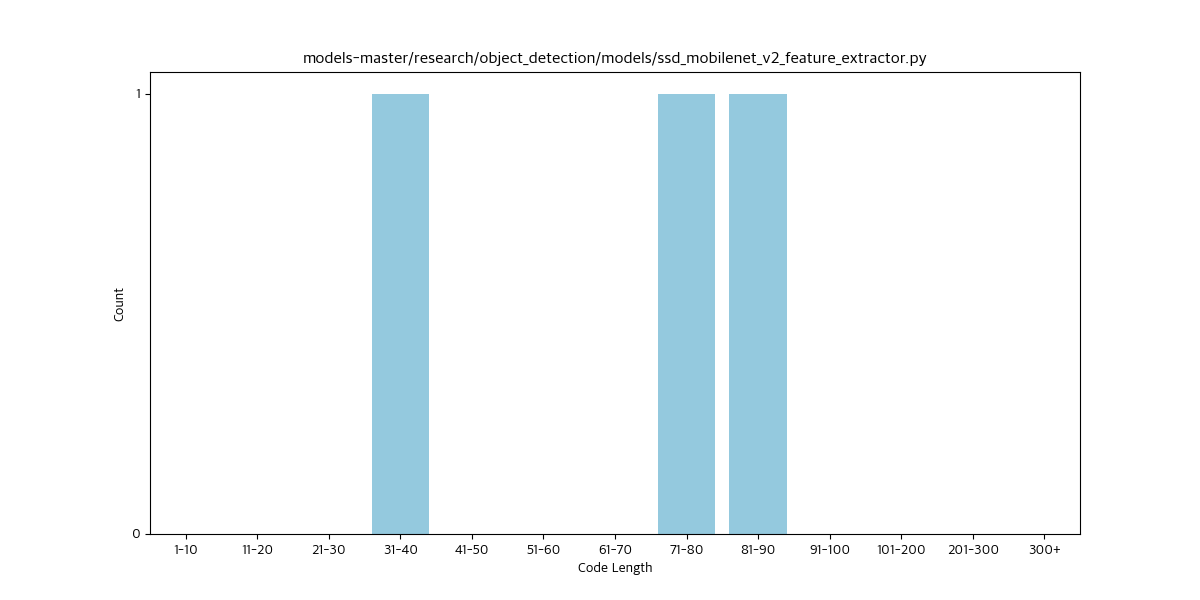 models-master/research/object_detection/models/ssd_mobilenet_v2_feature_extractor.py
1
Count
0
1-10 11-20 21-30 31-40 41-50 51-60 61-70 71-80 81-90 91-100 101-200 201-300 300+
Code Length